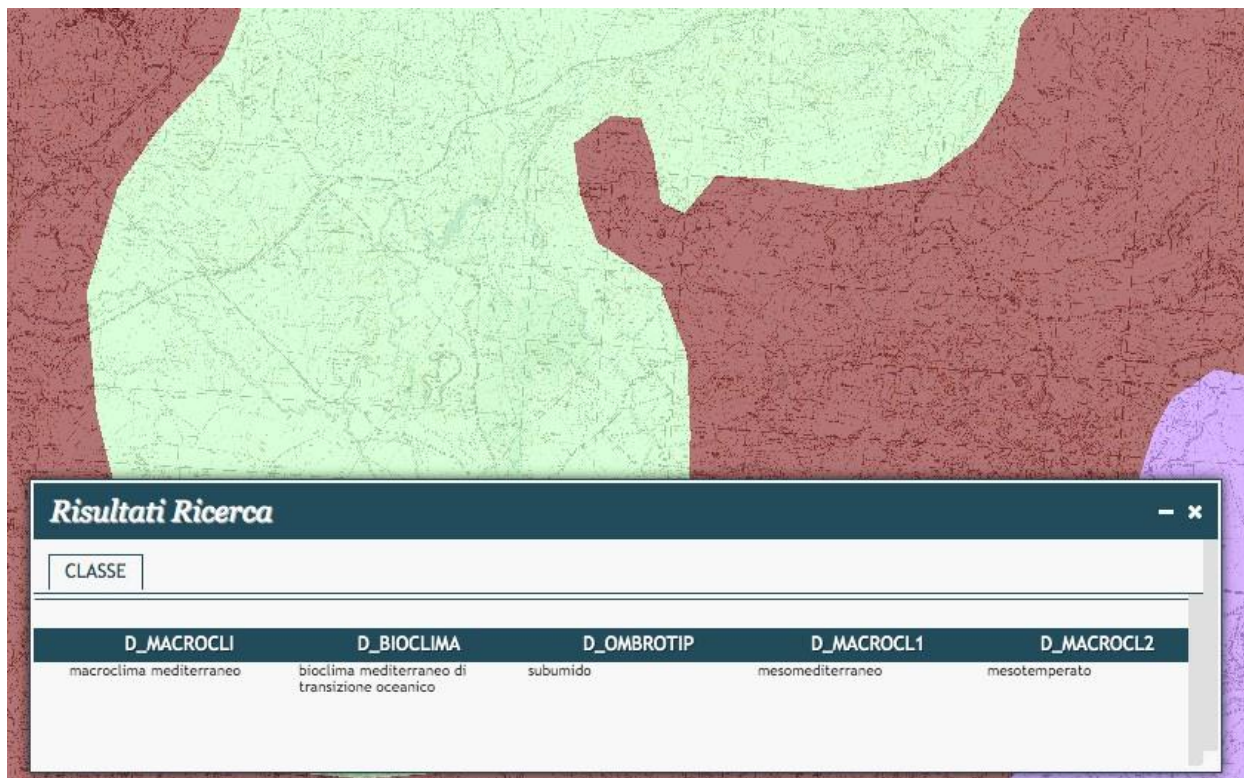 Risultati Ricerca
CLASSE
D_MACROCLI D_BIOCLIMA D_OMBROTIP D_MACROCL1 D_MACROCL2
macroclima mediterraneo bioclima mediterraneo di subumido mesomediterraneo mesotemperato
transizione oceanico